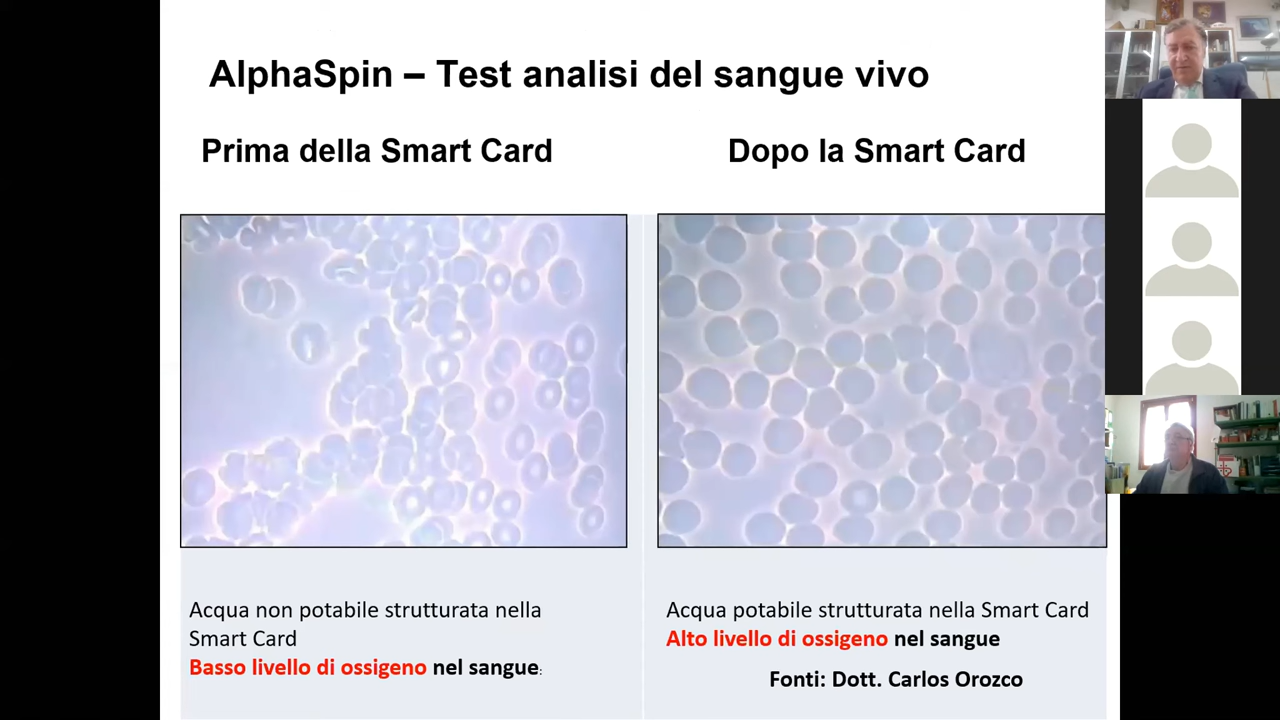 AlphaSpin – Test analisi del sangue vivo
Prima della Smart Card
Dopo la Smart Card
Acqua non potabile strutturata nella
Smart Card
Basso livello di ossigeno nel sangue:
Acqua potabile strutturata nella Smart Card
Alto livello di ossigeno nel sangue
Fonti: Dott. Carlos Orozco